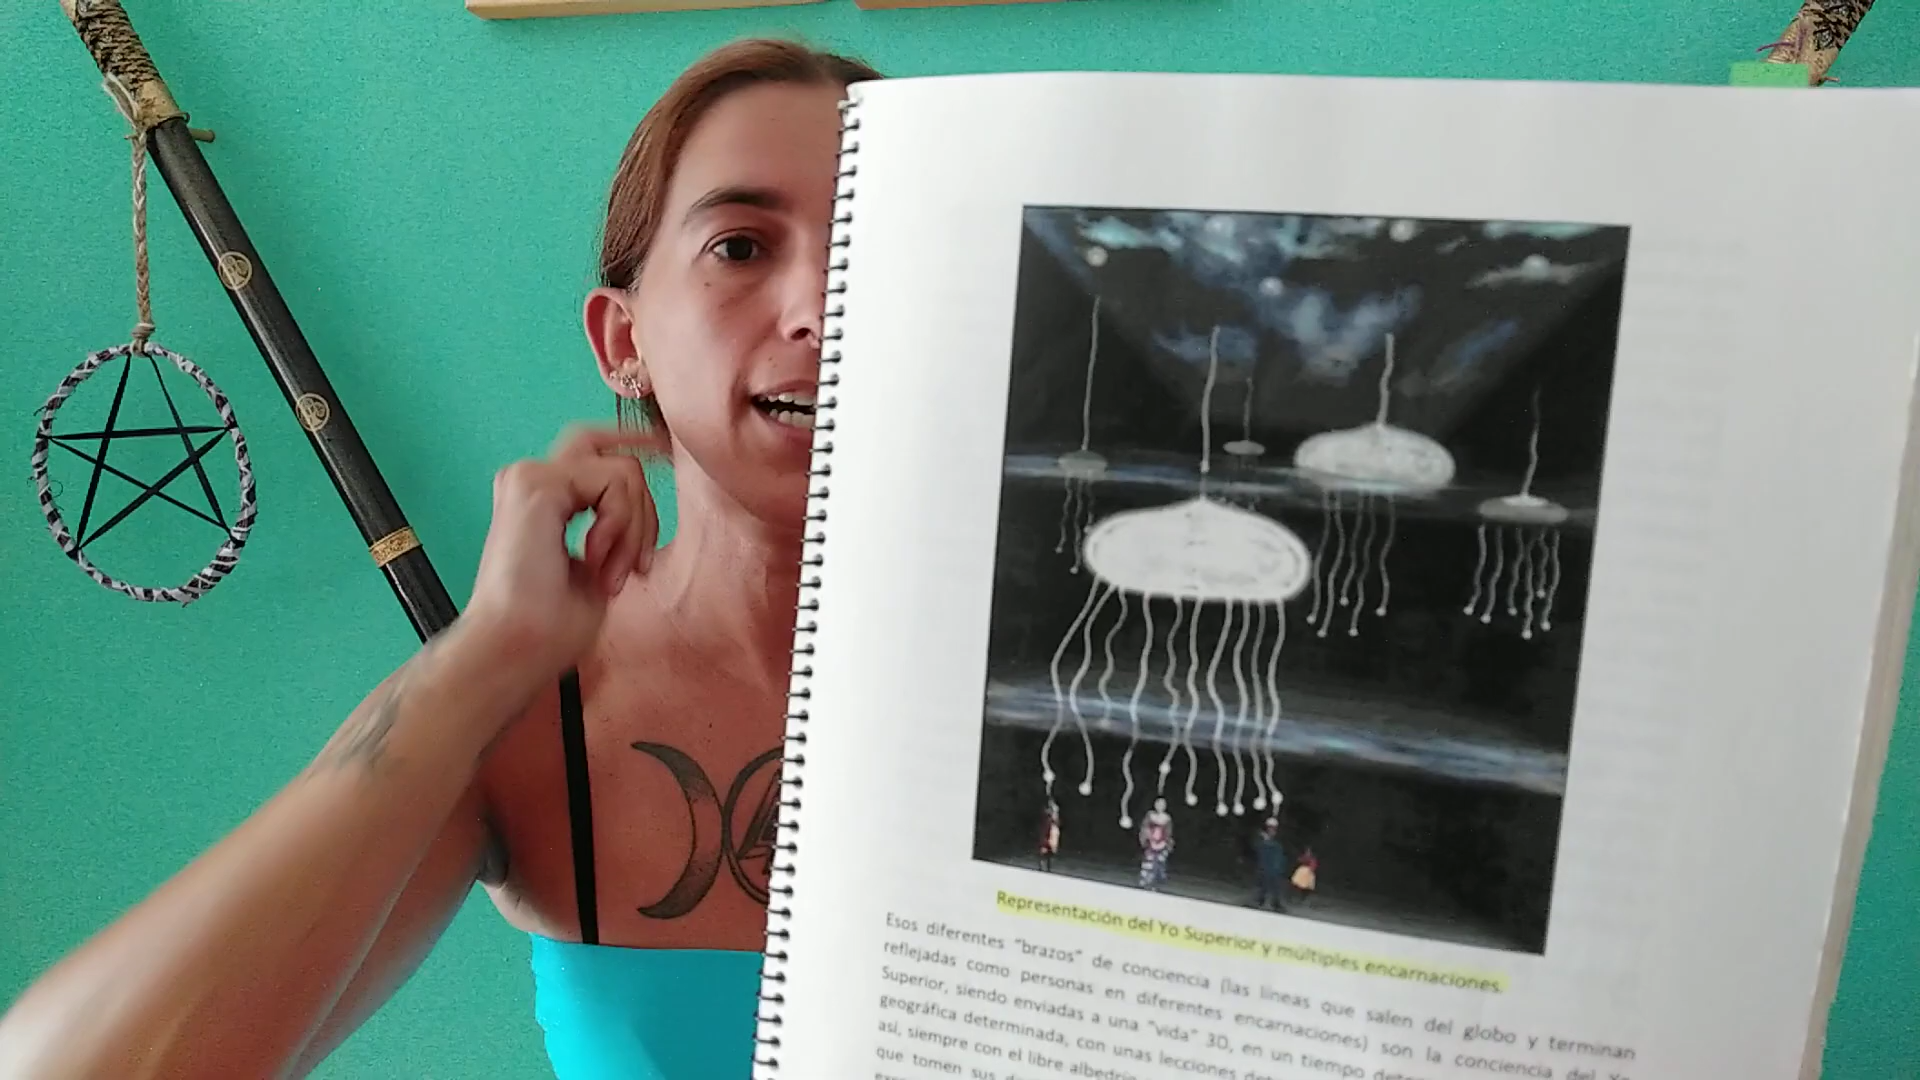 Representación del Yo Superior y múltiples encarnaciones.
Esos diferentes "brazos" de conciencia (las líneas que salen del globo y terminan
reflejadas como personas en diferentes encarnaciones) son la conciencia del Yo
Superior, siendo enviadas a una "vida" 3D, en un tiempo
geográfica determinada, con unas lecciones
así, siempre con el libre albedrío
que tomen sus